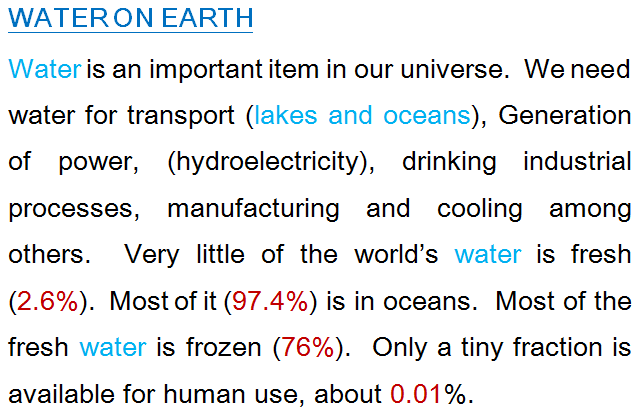 WATER ON EARTH
Water is an important item in our universe. We need
water for transport (lakes and oceans), Generation
of power, (hydroelectricity), drinking industrial
processes, manufacturing and cooling among
others. Very little of the world’s water is fresh
(2.6%). Most of it (97.4%) is in oceans. Most of the
fresh water is frozen (76%). Only a tiny fraction is
available for human use, about 0.01%.